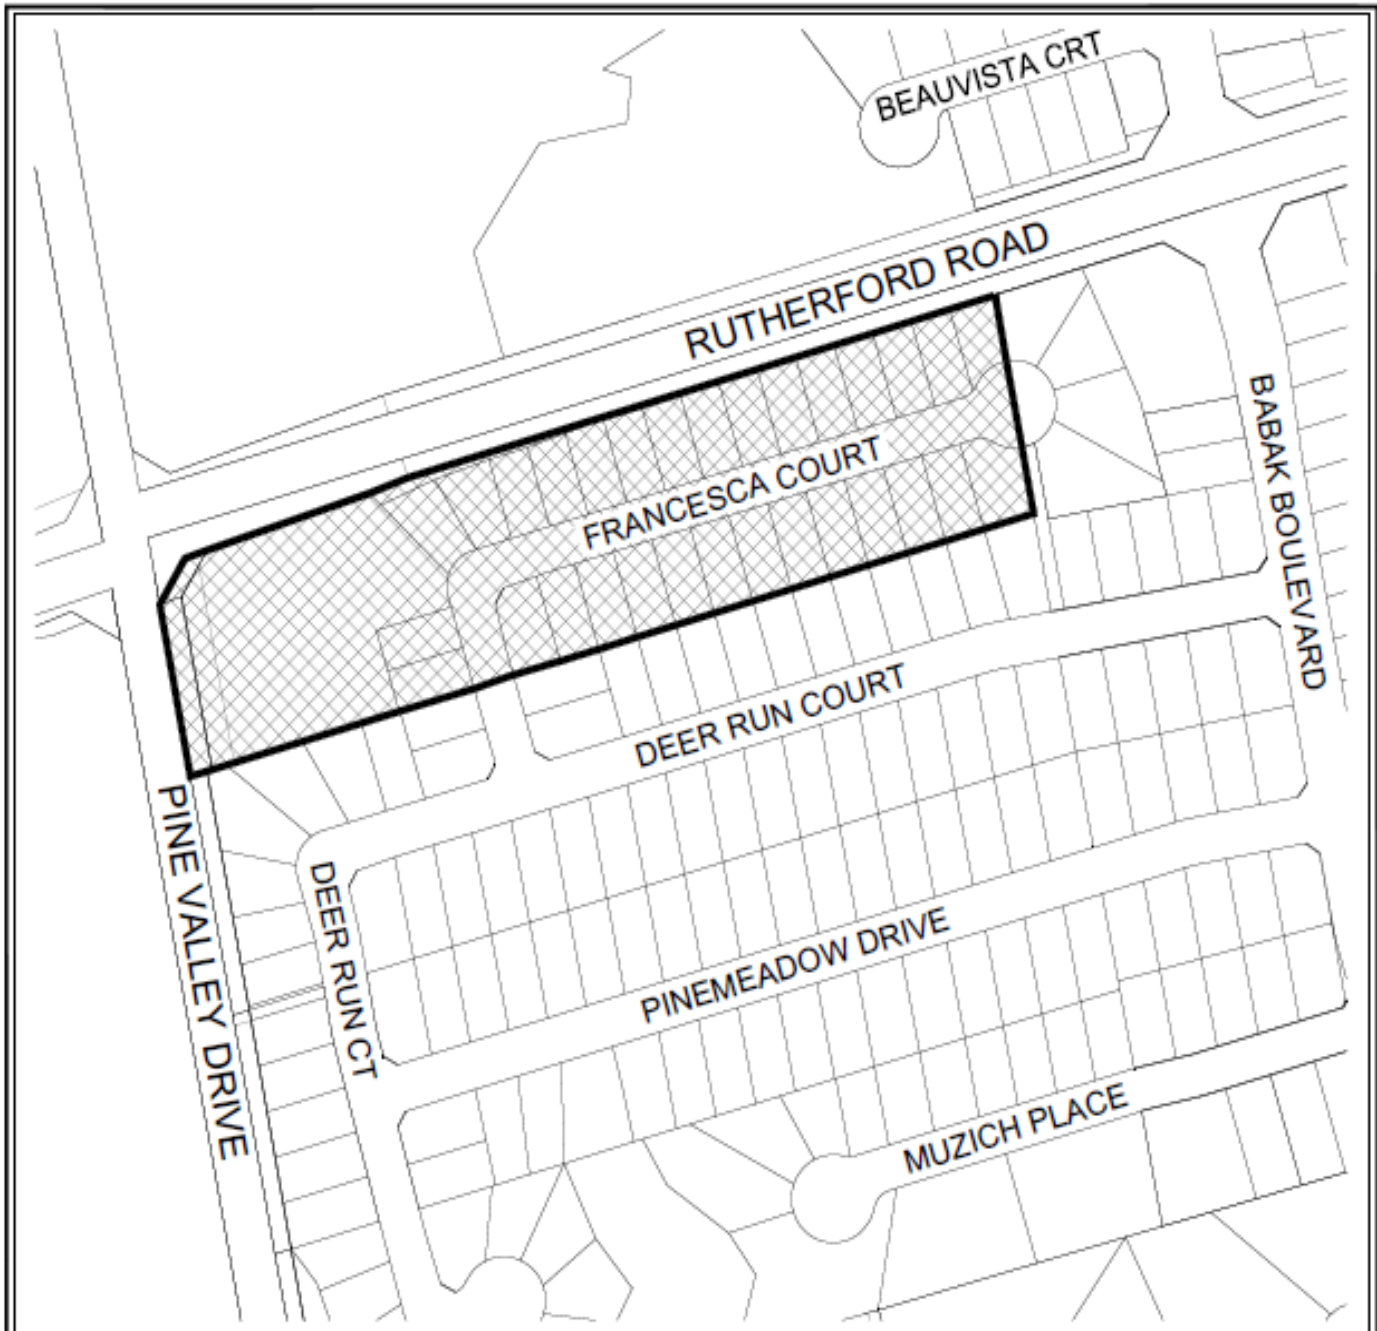 BEAUVISTA CRT
RUTHERFORD ROAD
FRANCESCA COURT
BABAK BOULEVARD
DEER RUN COURT
PINE VALLEY DRIVE
DEER RUN CT
PINEMEADOW DRIVE
MUZICH PLACE